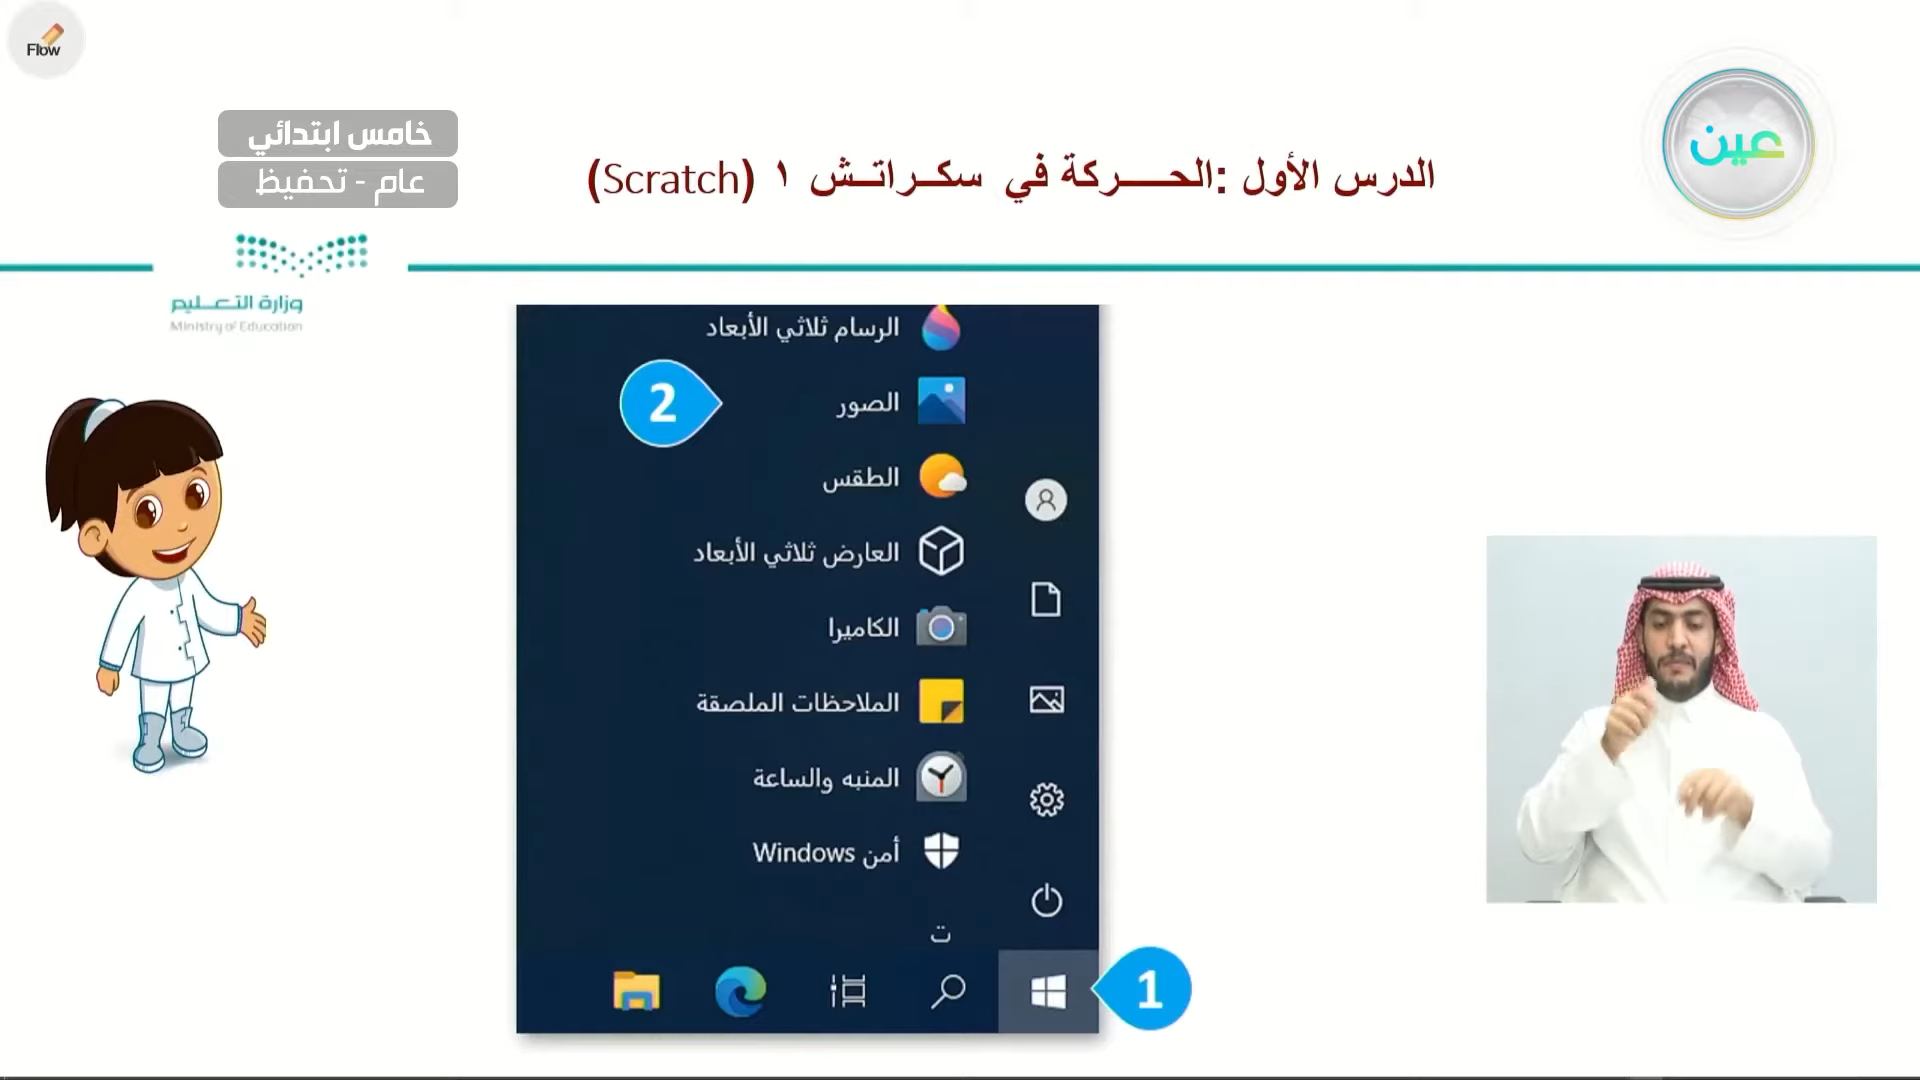 Flow
خامس ابتدائي
عام - تحفيظ
الدرس الأول :الحـــركة في سكـراتـش ١ (Scratch)
عين
وزارة التعـــليم
Ministry of Education
الرسام ثلاثي الأبعاد
2
الصور
الطقس
العارض ثلاثي الأبعاد
الكاميرا
الملاحظات الملصقة
المنبه والساعة
أمن Windows
ت
1